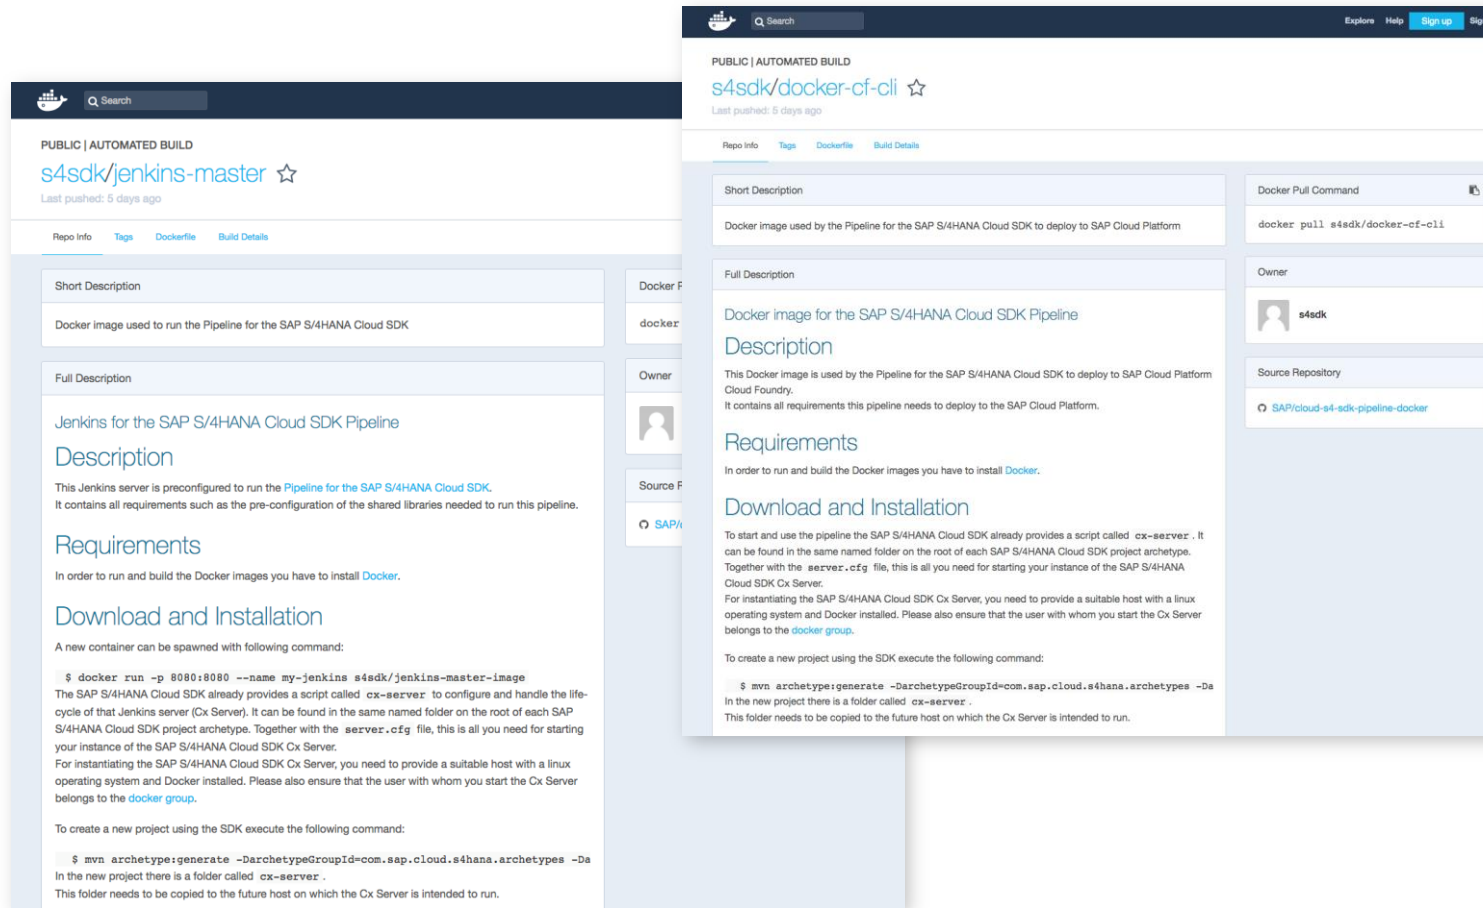 Search
PUBLIC | AUTOMATED BUILD
s4sdk/jenkins-master
Last pushed: 5 days ago
Repo Info Tags Dockerfile Build Details
Short Description
Docker image used to run the Pipeline for the SAP S/4HANA Cloud SDK
Full Description
Jenkins for the SAP S/4HANA Cloud SDK Pipeline
Description
This Jenkins server is preconfigured to run the Pipeline for the SAP S/4HANA Cloud SDK.
It contains all requirements such as the pre-configuration of the shared libraries needed to run this pipeline.
Requirements
In order to run and build the Docker images you have to install Docker.
Download and Installation
A new container can be spawned with following command:
$ docker run -p 8080:8080 --name my-jenkins s4sdk/jenkins-master-image
The SAP S/4HANA Cloud SDK already provides a script called cx-server to configure and handle the life-
cycle of that Jenkins server (Cx Server). It can be found in the same named folder on the root of each SAP
S/4HANA Cloud SDK project archetype. Together with the server.cfg file, this is all you need for starting
your instance of the SAP S/4HANA Cloud SDK Cx Server.
For instantiating the SAP S/4HANA Cloud SDK Cx Server, you need to provide a suitable host with a linux
operating system and Docker installed. Please also ensure that the user with whom you start the Cx Server
belongs to the docker group.
To create a new project using the SDK execute the following command:
$ mvn archetype:generate -DarchetypeGroupId=com.sap.cloud.s4hana.archetypes -Da
In the new project there is a folder called cx-server .
This folder needs to be copied to the future host on which the Cx Server is intended to run.
Docker P
docker
Owner
Source R
SAP/
Search
Explore Help Sign up Sig
PUBLIC | AUTOMATED BUILD
s4sdk/docker-cf-cli
Last pushed: 5 days ago
Repo Info Tags Dockerfile Build Details
Short Description
Docker image used by the Pipeline for the SAP S/4HANA Cloud SDK to deploy to SAP Cloud Platform
Full Description
Docker image for the SAP S/4HANA Cloud SDK Pipeline
Description
This Docker image is used by the Pipeline for the SAP S/4HANA Cloud SDK to deploy to SAP Cloud Platform
Cloud Foundry.
It contains all requirements this pipeline needs to deploy to the SAP Cloud Platform.
Requirements
In order to run and build the Docker images you have to install Docker.
Download and Installation
To start and use the pipeline the SAP S/4HANA Cloud SDK already provides a script called cx-server . It
can be found in the same named folder on the root of each SAP S/4HANA Cloud SDK project archetype.
Together with the server.cfg file, this is all you need for starting your instance of the SAP S/4HANA
Cloud SDK Cx Server.
For instantiating the SAP S/4HANA Cloud SDK Cx Server, you need to provide a suitable host with a linux
operating system and Docker installed. Please also ensure that the user with whom you start the Cx Server
belongs to the docker group.
To create a new project using the SDK execute the following command:
$ mvn archetype:generate -DarchetypeGroupId=com.sap.cloud.s4hana.archetypes -Da
In the new project there is a folder called cx-server .
This folder needs to be copied to the future host on which the Cx Server is intended to run.
Docker Pull Command
docker pull s4sdk/docker-cf-cli
Owner
s4sdk
Source Repository
SAP/cloud-s4-sdk-pipeline-docker